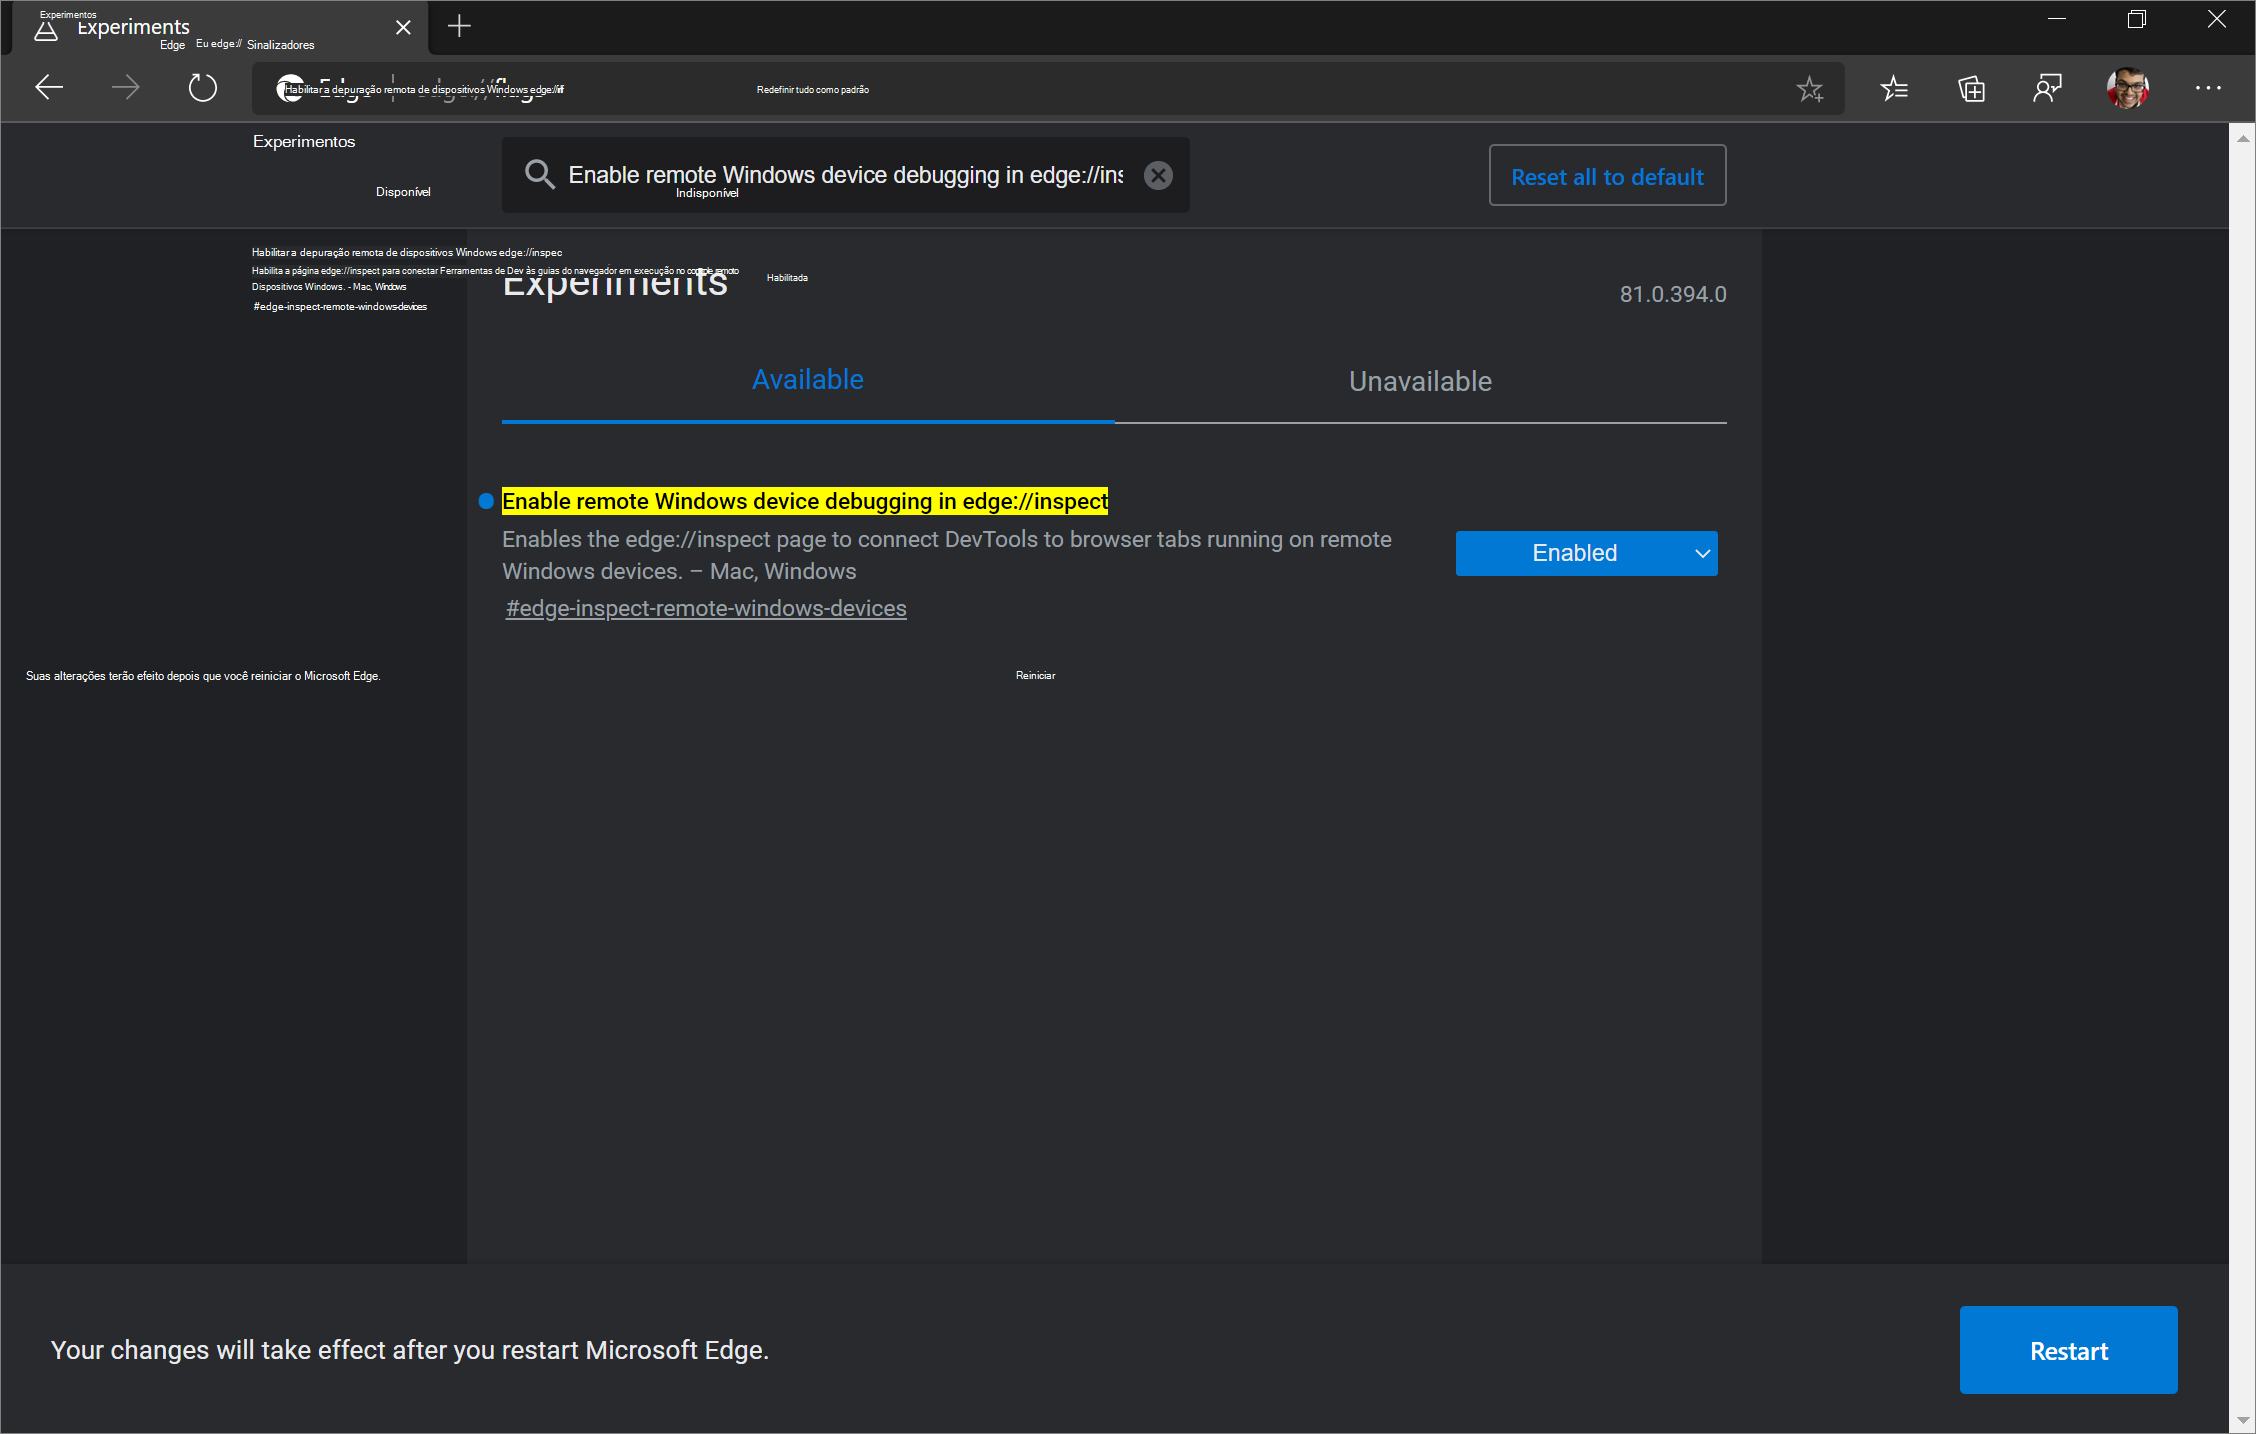 Experimentos
Experiments
Edge Eu edge:// Sinalizadores
Habilitar a depuração remota de dispositivos Windows edge://
Redefinir tudo como padrão
Experimentos
Enable remote Windows device debugging in edge://ins
Reset all to default
Disponível
Indisponível
Habilitar a depuração remota de dispositivos Windows edge://inspec
Habilita a página edge://inspect para conectar Ferramentas de Dev às guias do navegador em execução no remoto
Habilitada
Dispositivos Windows. - Mac, Windows
Experiments
81.0.394.0
#edge-inspect-remote-windows-devices
Available
Unavailable
Enable remote Windows device debugging in edge://inspect
Enables the edge://inspect page to connect DevTools to browser tabs running on remote
Windows devices. – Mac, Windows
Enabled
#edge-inspect-remote-windows-devices
Suas alterações terão efeito depois que você reiniciar o Microsoft Edge.
Reiniciar
Your changes will take effect after you restart Microsoft Edge.
Restart